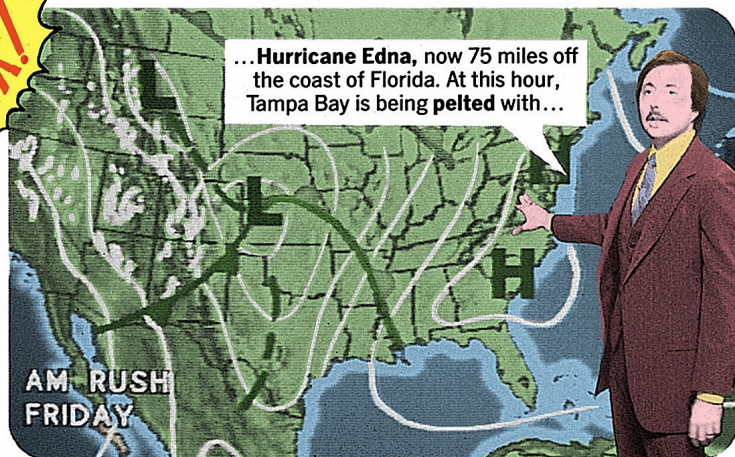 …Hurricane Edna, now 75 miles off
the coast of Florida. At this hour,
Tampa Bay is being pelted with…
L
H
L
H
AM RUSH
FRIDAY